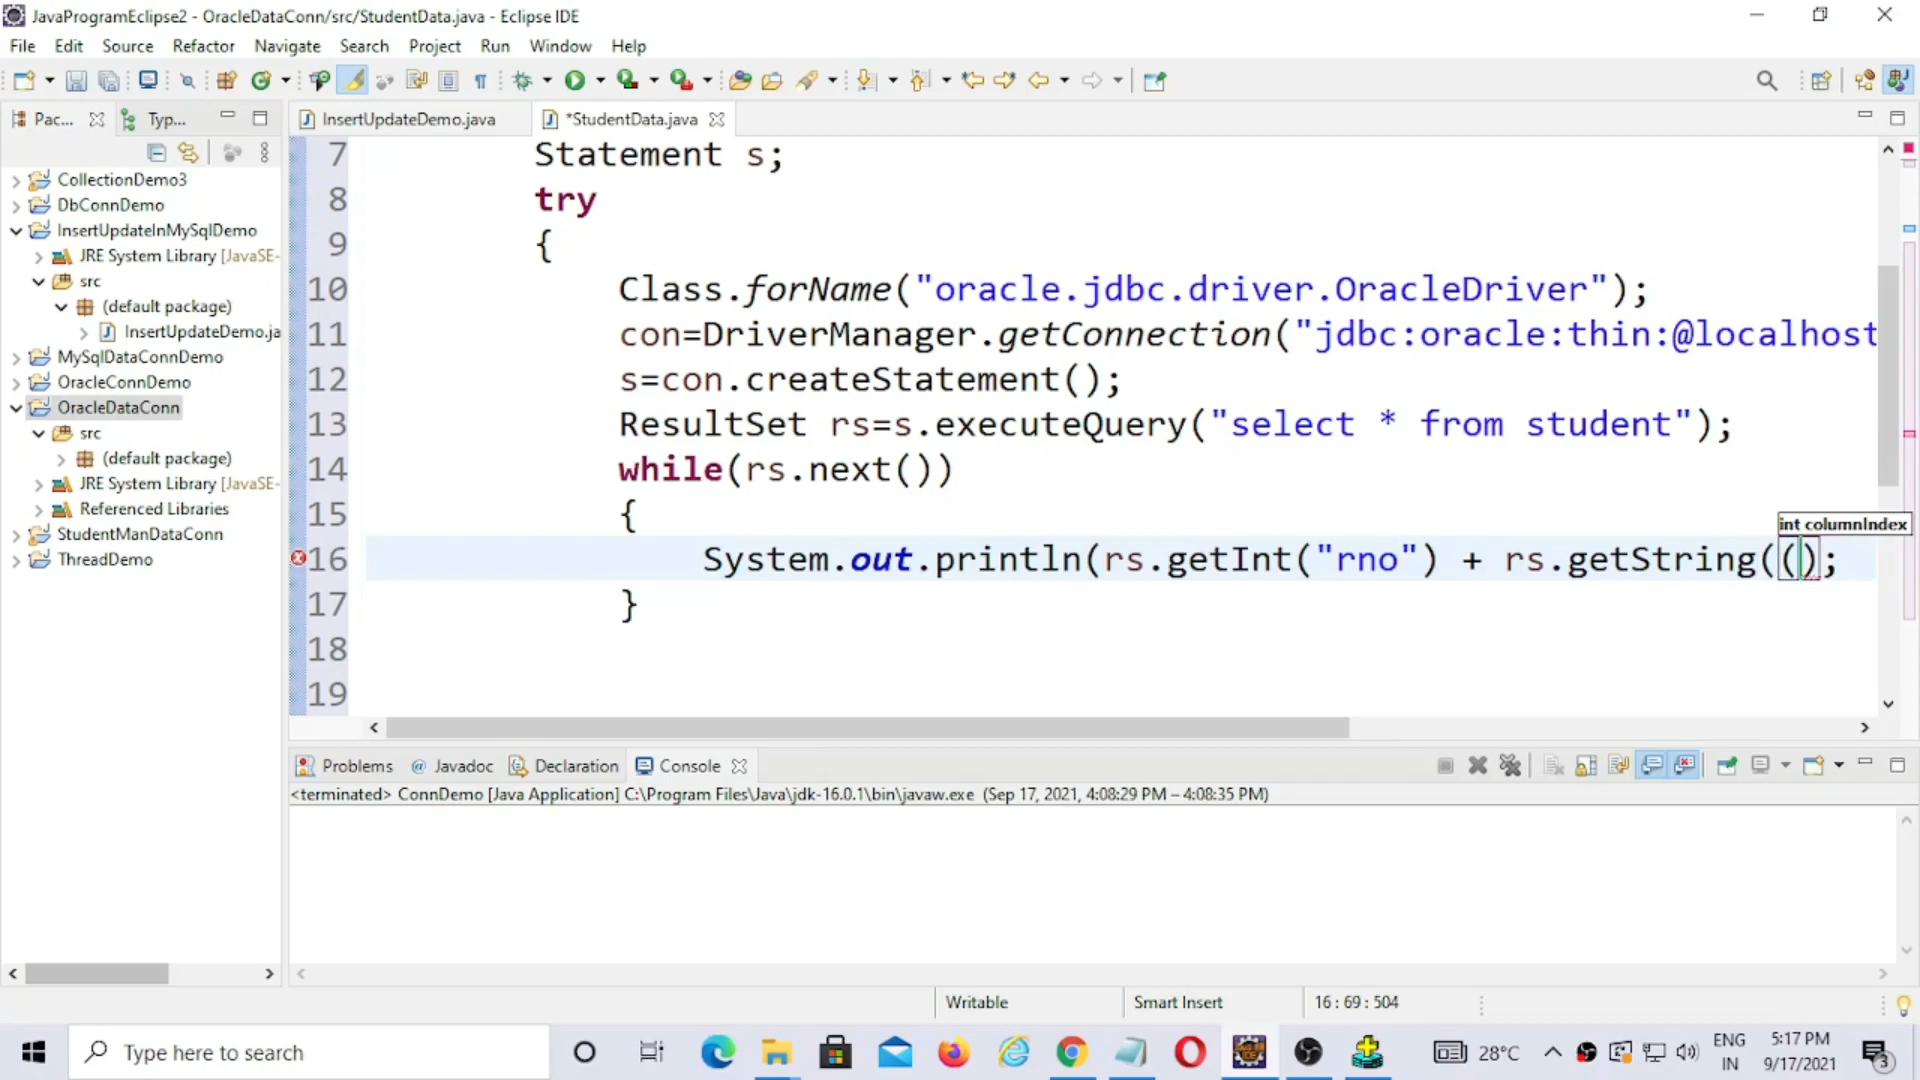 JavaProgramEclipse2 - OracleDataConn/src/StudentData.java - Eclipse IDE
File Edit Source Refactor Navigate Search Project Run Window Help
Pac... Typ...
InsertUpdateDemo.java *StudentData.java
CollectionDemo3
DbConnDemo
InsertUpdateInMySqlDemo
JRE System Library [JavaSE-
src
(default package)
InsertUpdateDemo.ja
MySqlDataConnDemo
OracleConnDemo
OracleDataConn
src
(default package)
JRE System Library [JavaSE-
Referenced Libraries
StudentManDataConn
ThreadDemo
7 Statement s;
8 try
9 {
10 Class.forName("oracle.jdbc.driver.OracleDriver");
11 con=DriverManager.getConnection("jdbc:oracle:thin:@localhost
12 s=con.createStatement();
13 ResultSet rs=s.executeQuery("select * from student");
14 while(rs.next())
15 {
int columnIndex
16 System.out.println(rs.getInt("rno") + rs.getString(();
17 }
18
19
Problems @ Javadoc Declaration Console
<terminated> ConnDemo [Java Application] C:\Program Files\Java\jdk-16.0.1\bin\javaw.exe (Sep 17, 2021, 4:08:29 PM – 4:08:35 PM)
Writable Smart Insert 16 : 69 : 504
Type here to search
28°C
ENG
IN
5:17 PM
9/17/2021
3